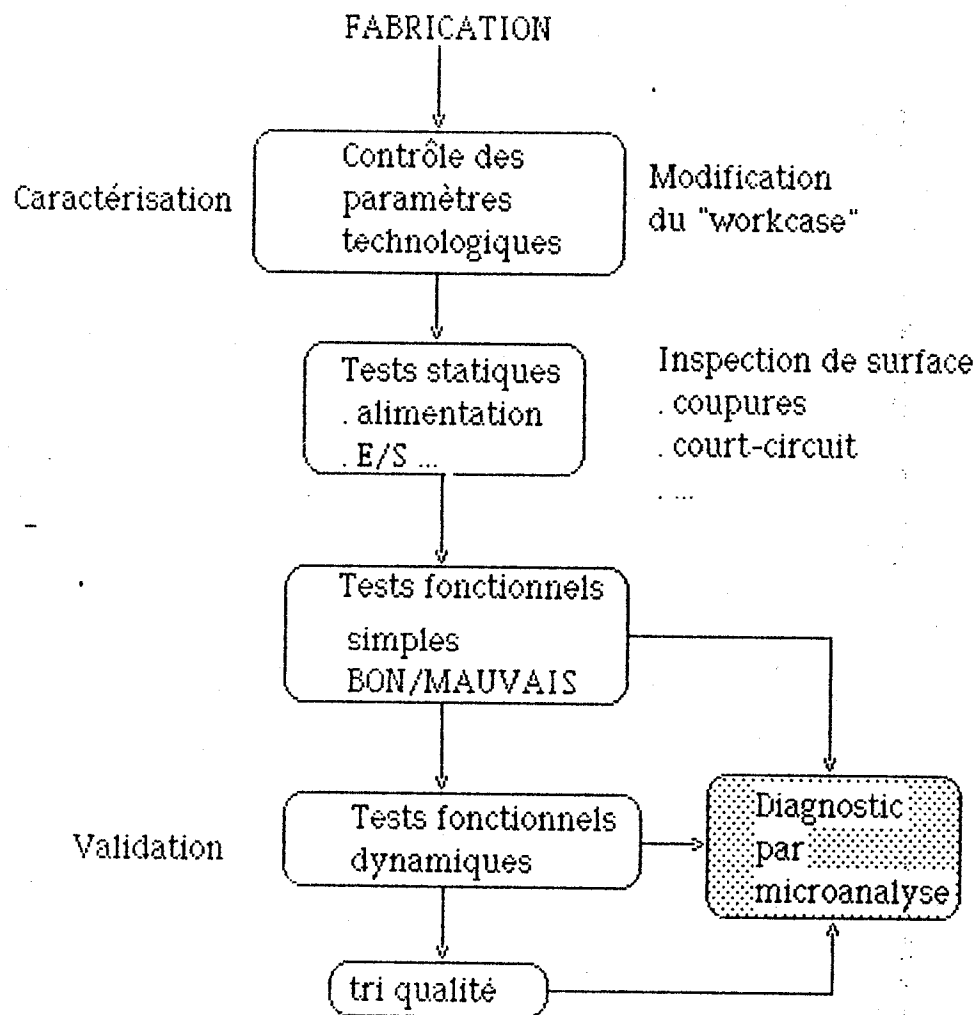 FABRICATION
Caractérisation
Contrôle des
paramètres
technologiques
Modification
du "workcase"
Tests statiques
. alimentation
. E/S ...
Inspection de surface
. coupures
. court-circuit
. ...
Tests fonctionnels
simples
BON/MAUVAIS
Validation
Tests fonctionnels
dynamiques
Diagnostic
par
microanalyse
tri qualité